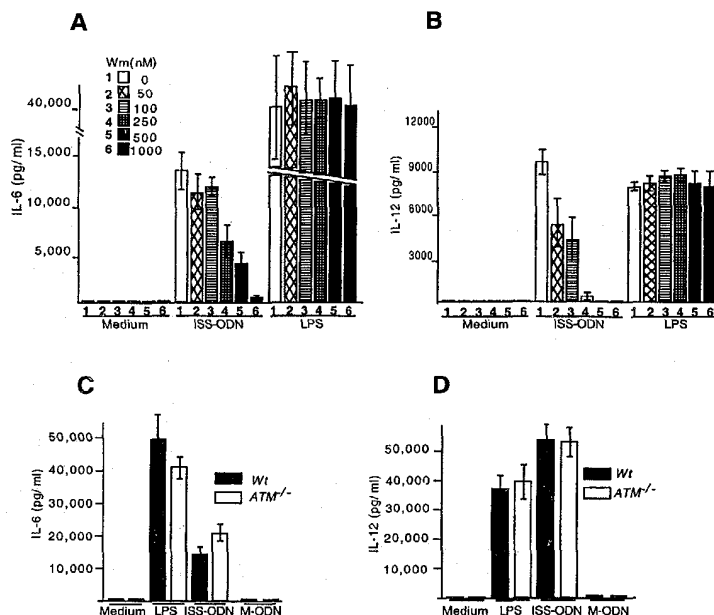 A
Wm(nM)
1 0
2 50
3 100
4 250
5 500
6 1000
IL-6 (pg/ml)
40,000
15,000
10,000
5,000
1 2 3 4 5 6 1 2 3 4 5 6 1 2 3 4 5 6
Medium ISS-ODN LPS
B
IL-12 (pg/ml)
12000
9000
6000
3000
1 2 3 4 5 6 1 2 3 4 5 6 1 2 3 4 5 6
Medium ISS-ODN LPS
C
IL-6 (pg/ml)
50,000
40,000
30,000
20,000
10,000
Wt
ATM-/-
Medium LPS ISS-ODN M-ODN
D
IL-12 (pg/ml)
50,000
40,000
30,000
20,000
10,000
Wt
ATM-/-
Medium LPS ISS-ODN M-ODN